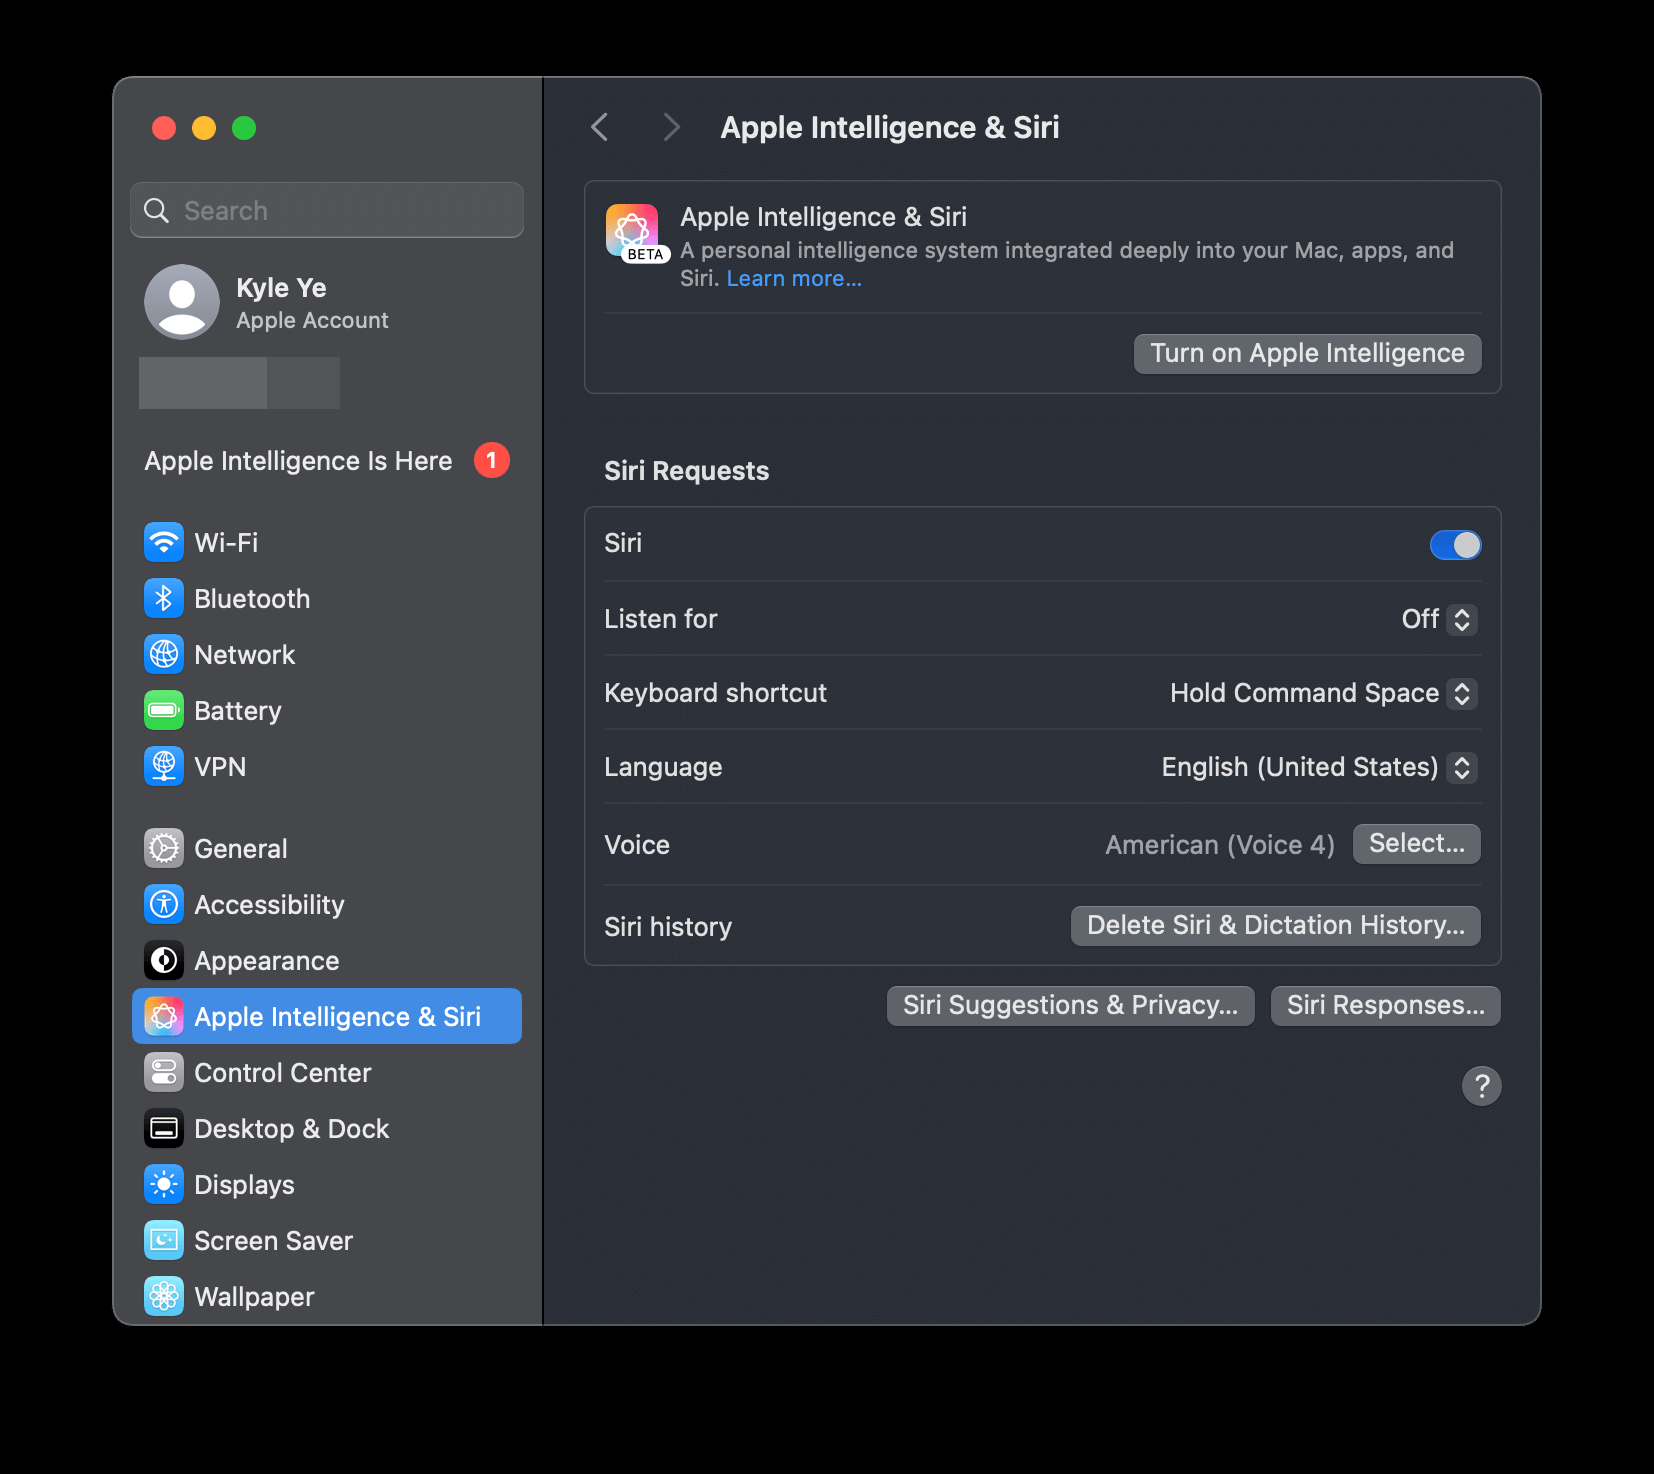 Search
Kyle Ye
Apple Account
Apple Intelligence Is Here 1
Wi-Fi
Bluetooth
Network
Battery
VPN
General
Accessibility
Appearance
Apple Intelligence & Siri
Control Center
Desktop & Dock
Displays
Screen Saver
Wallpaper
Apple Intelligence & Siri
Apple Intelligence & Siri
BETA
A personal intelligence system integrated deeply into your Mac, apps, and
Siri. Learn more...
Turn on Apple Intelligence
Siri Requests
Siri
Listen for Off
Keyboard shortcut Hold Command Space
Language English (United States)
Voice American (Voice 4) Select...
Siri history Delete Siri & Dictation History...
Siri Suggestions & Privacy... Siri Responses...
?